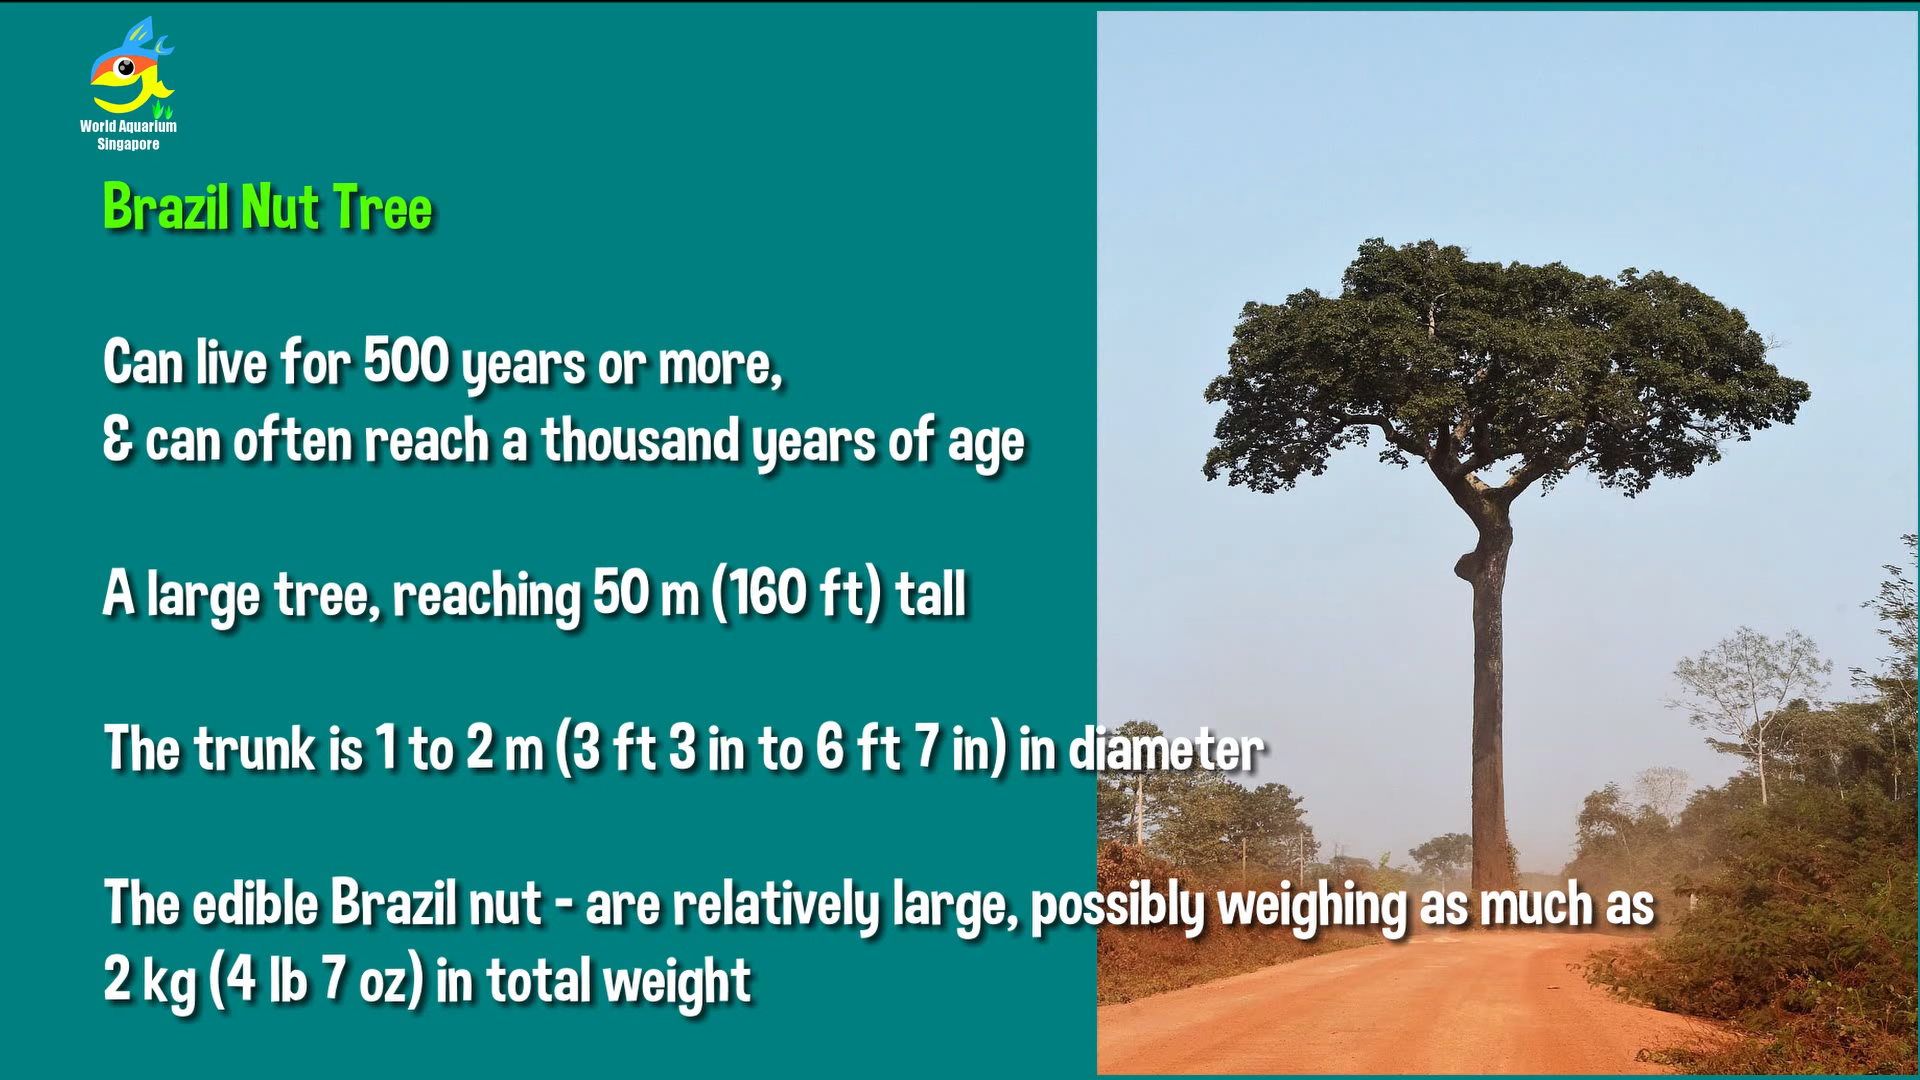 World Aquarium
Singapore
Brazil Nut Tree
Can live for 500 years or more,
& can often reach a thousand years of age
A large tree, reaching 50 m (160 ft) tall
The trunk is 1 to 2 m (3 ft 3 in to 6 ft 7 in) in diameter
The edible Brazil nut - are relatively large, possibly weighing as much as
2 kg (4 lb 7 oz) in total weight